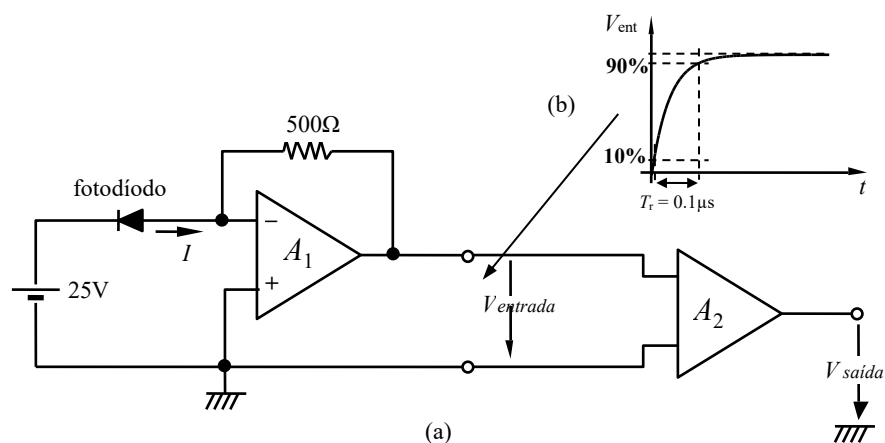 V_ent
90%
(b)
500Ω
10%
t
T_r = 0.1µs
fotodíodo
I
−
A_1
+
25V
V_entrada
A_2
V_saída
(a)